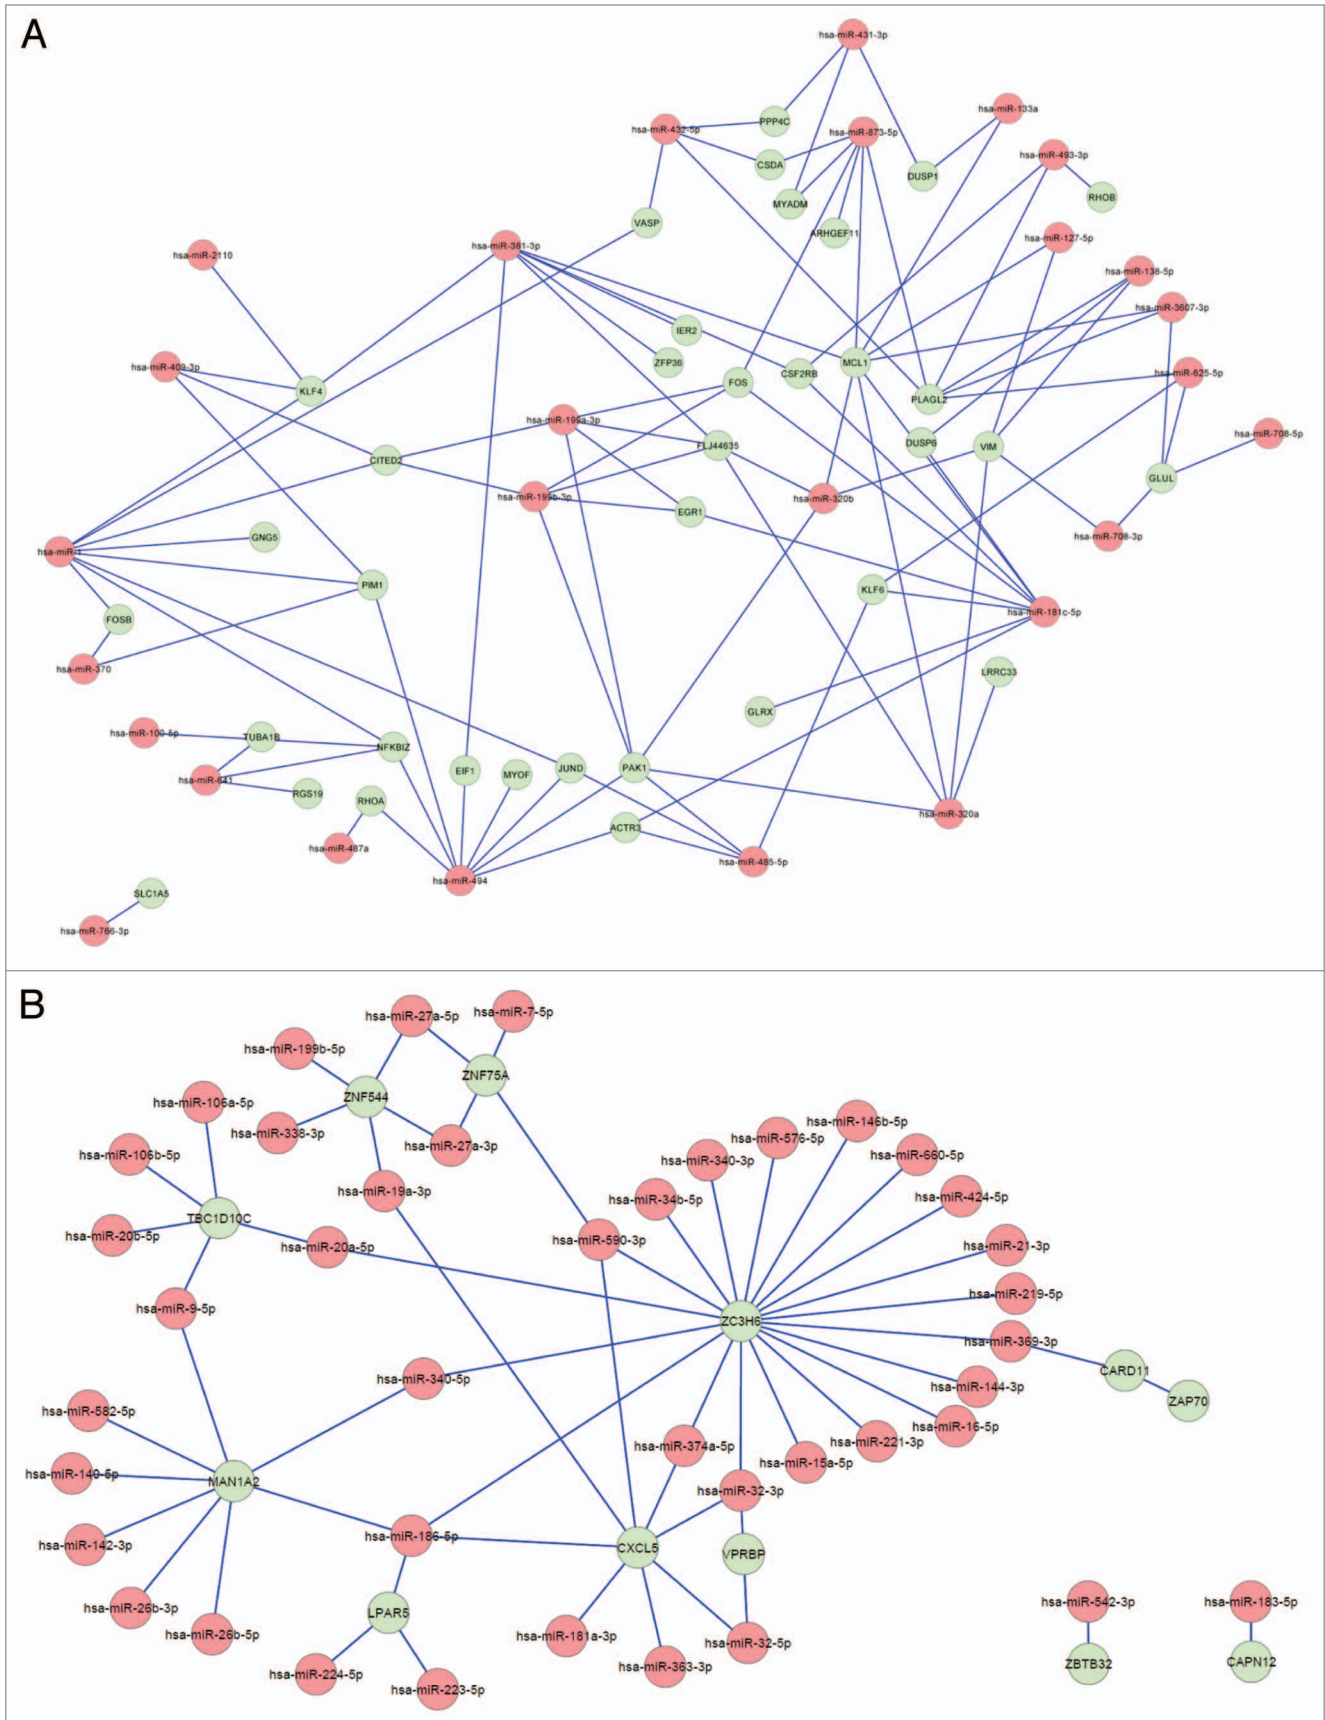 A
hsa-miR-431-3p
hsa-miR-133a
PPP4C
hsa-miR-432-5p
hsa-miR-873-5p
hsa-miR-493-3p
CSDA
DUSP1
RHOB
MYADM
VASP
ARHGEF11
hsa-miR-127-5p
hsa-miR-381-3p
hsa-miR-2110
hsa-miR-138-5p
hsa-miR-3607-3p
IER2
ZFP36
MCL1
hsa-miR-409-3p
CSF2RB
hsa-miR-625-5p
FOS
KLF4
PLAGL2
hsa-miR-199a-3p
hsa-miR-708-5p
FLJ44635
DUSP6
VIM
CITED2
GLUL
hsa-miR-199b-3p
hsa-miR-320b
EGR1
GNG5
hsa-miR-708-3p
hsa-miR-1
PIM1
KLF6
hsa-miR-181c-5p
FOSB
hsa-miR-370
LRRC33
GLRX
hsa-miR-100-5p
TUBA1B
NFKBIZ
EIF1
MYOF
JUND
PAK1
hsa-miR-641
RGS19
RHOA
hsa-miR-320a
ACTR3
hsa-miR-487a
hsa-miR-485-5p
hsa-miR-494
SLC1A5
hsa-miR-766-3p
B
hsa-miR-27a-5p
hsa-miR-7-5p
hsa-miR-199b-5p
ZNF75A
ZNF544
hsa-miR-106a-5p
hsa-miR-338-3p
hsa-miR-27a-3p
hsa-miR-146b-5p
hsa-miR-576-5p
hsa-miR-106b-5p
hsa-miR-340-3p
hsa-miR-660-5p
hsa-miR-19a-3p
hsa-miR-34b-5p
hsa-miR-424-5p
TBC1D10C
hsa-miR-20b-5p
hsa-miR-20a-5p
hsa-miR-590-3p
hsa-miR-21-3p
hsa-miR-219-5p
hsa-miR-9-5p
ZC3H6
hsa-miR-369-3p
CARD11
hsa-miR-340-5p
hsa-miR-144-3p
ZAP70
hsa-miR-582-5p
hsa-miR-16-5p
hsa-miR-221-3p
hsa-miR-374a-5p
hsa-miR-15a-5p
hsa-miR-140-5p
MAN1A2
hsa-miR-32-3p
hsa-miR-186-5p
hsa-miR-142-3p
CXCL5
VPRBP
hsa-miR-26b-3p
LPAR5
hsa-miR-542-3p
hsa-miR-183-5p
hsa-miR-26b-5p
hsa-miR-181a-3p
hsa-miR-32-5p
hsa-miR-224-5p
hsa-miR-363-3p
ZBTB32
CAPN12
hsa-miR-223-5p